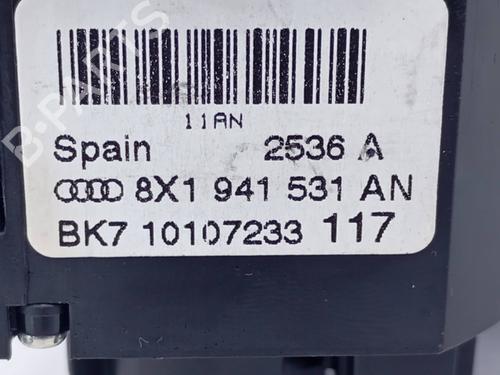 B-PARTS
11AN
Spain 2536 A
8X1 941 531 AN
BK7 10107233 117